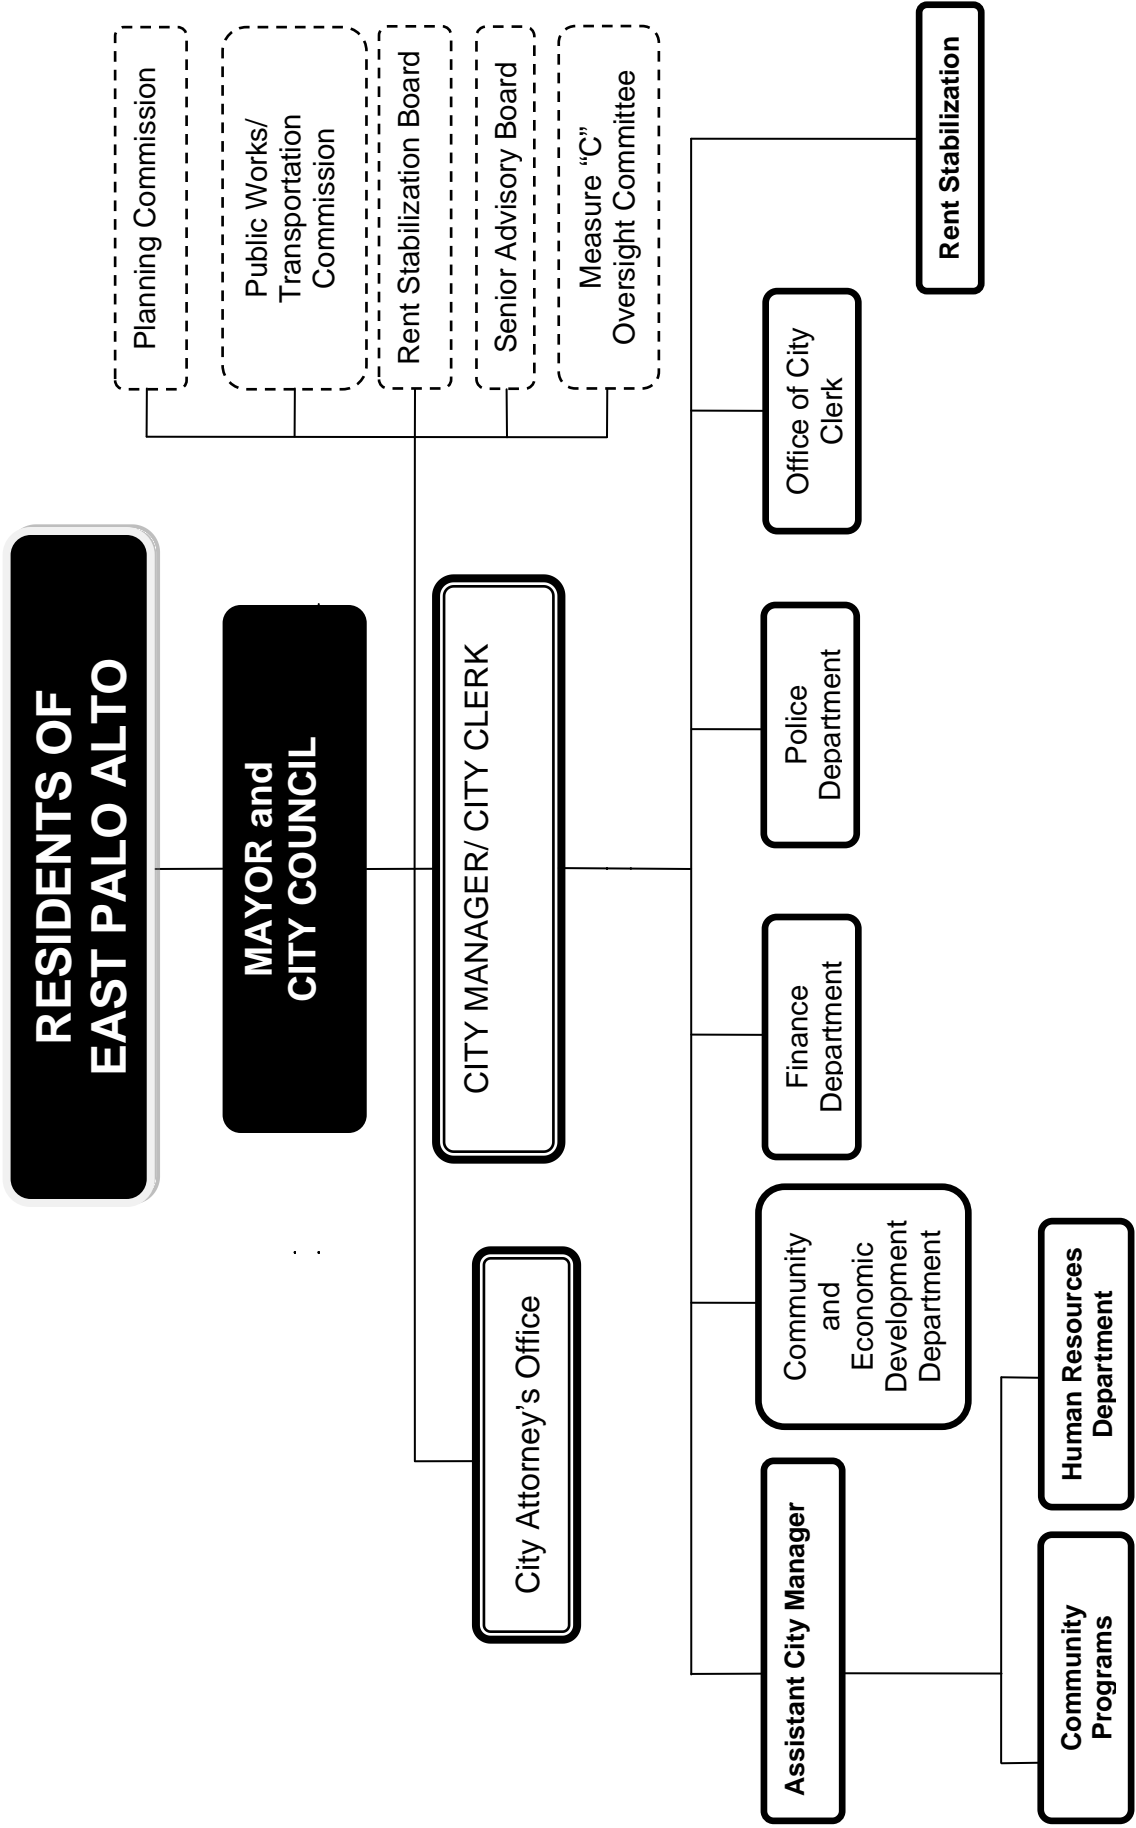 RESIDENTS OF
EAST PALO ALTO
MAYOR and
CITY COUNCIL
Planning Commission
Public Works/
Transportation
Commission
Rent Stabilization Board
Senior Advisory Board
Measure “C”
Oversight Committee
City Attorney’s Office
CITY MANAGER/ CITY CLERK
Assistant City Manager
Community
and
Economic
Development
Department
Finance
Department
Police
Department
Office of City
Clerk
Rent Stabilization
Community
Programs
Human Resources
Department